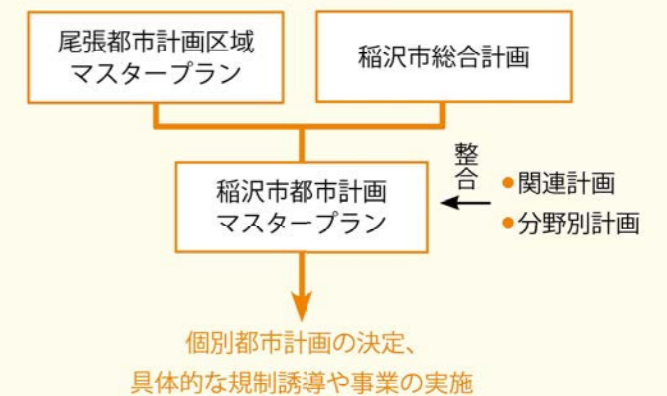 尾張都市計画区域
マスタープラン
稲沢市総合計画
稲沢市都市計画
マスタープラン
整合
●関連計画
●分野別計画
個別都市計画の決定、
具体的な規制誘導や事業の実施